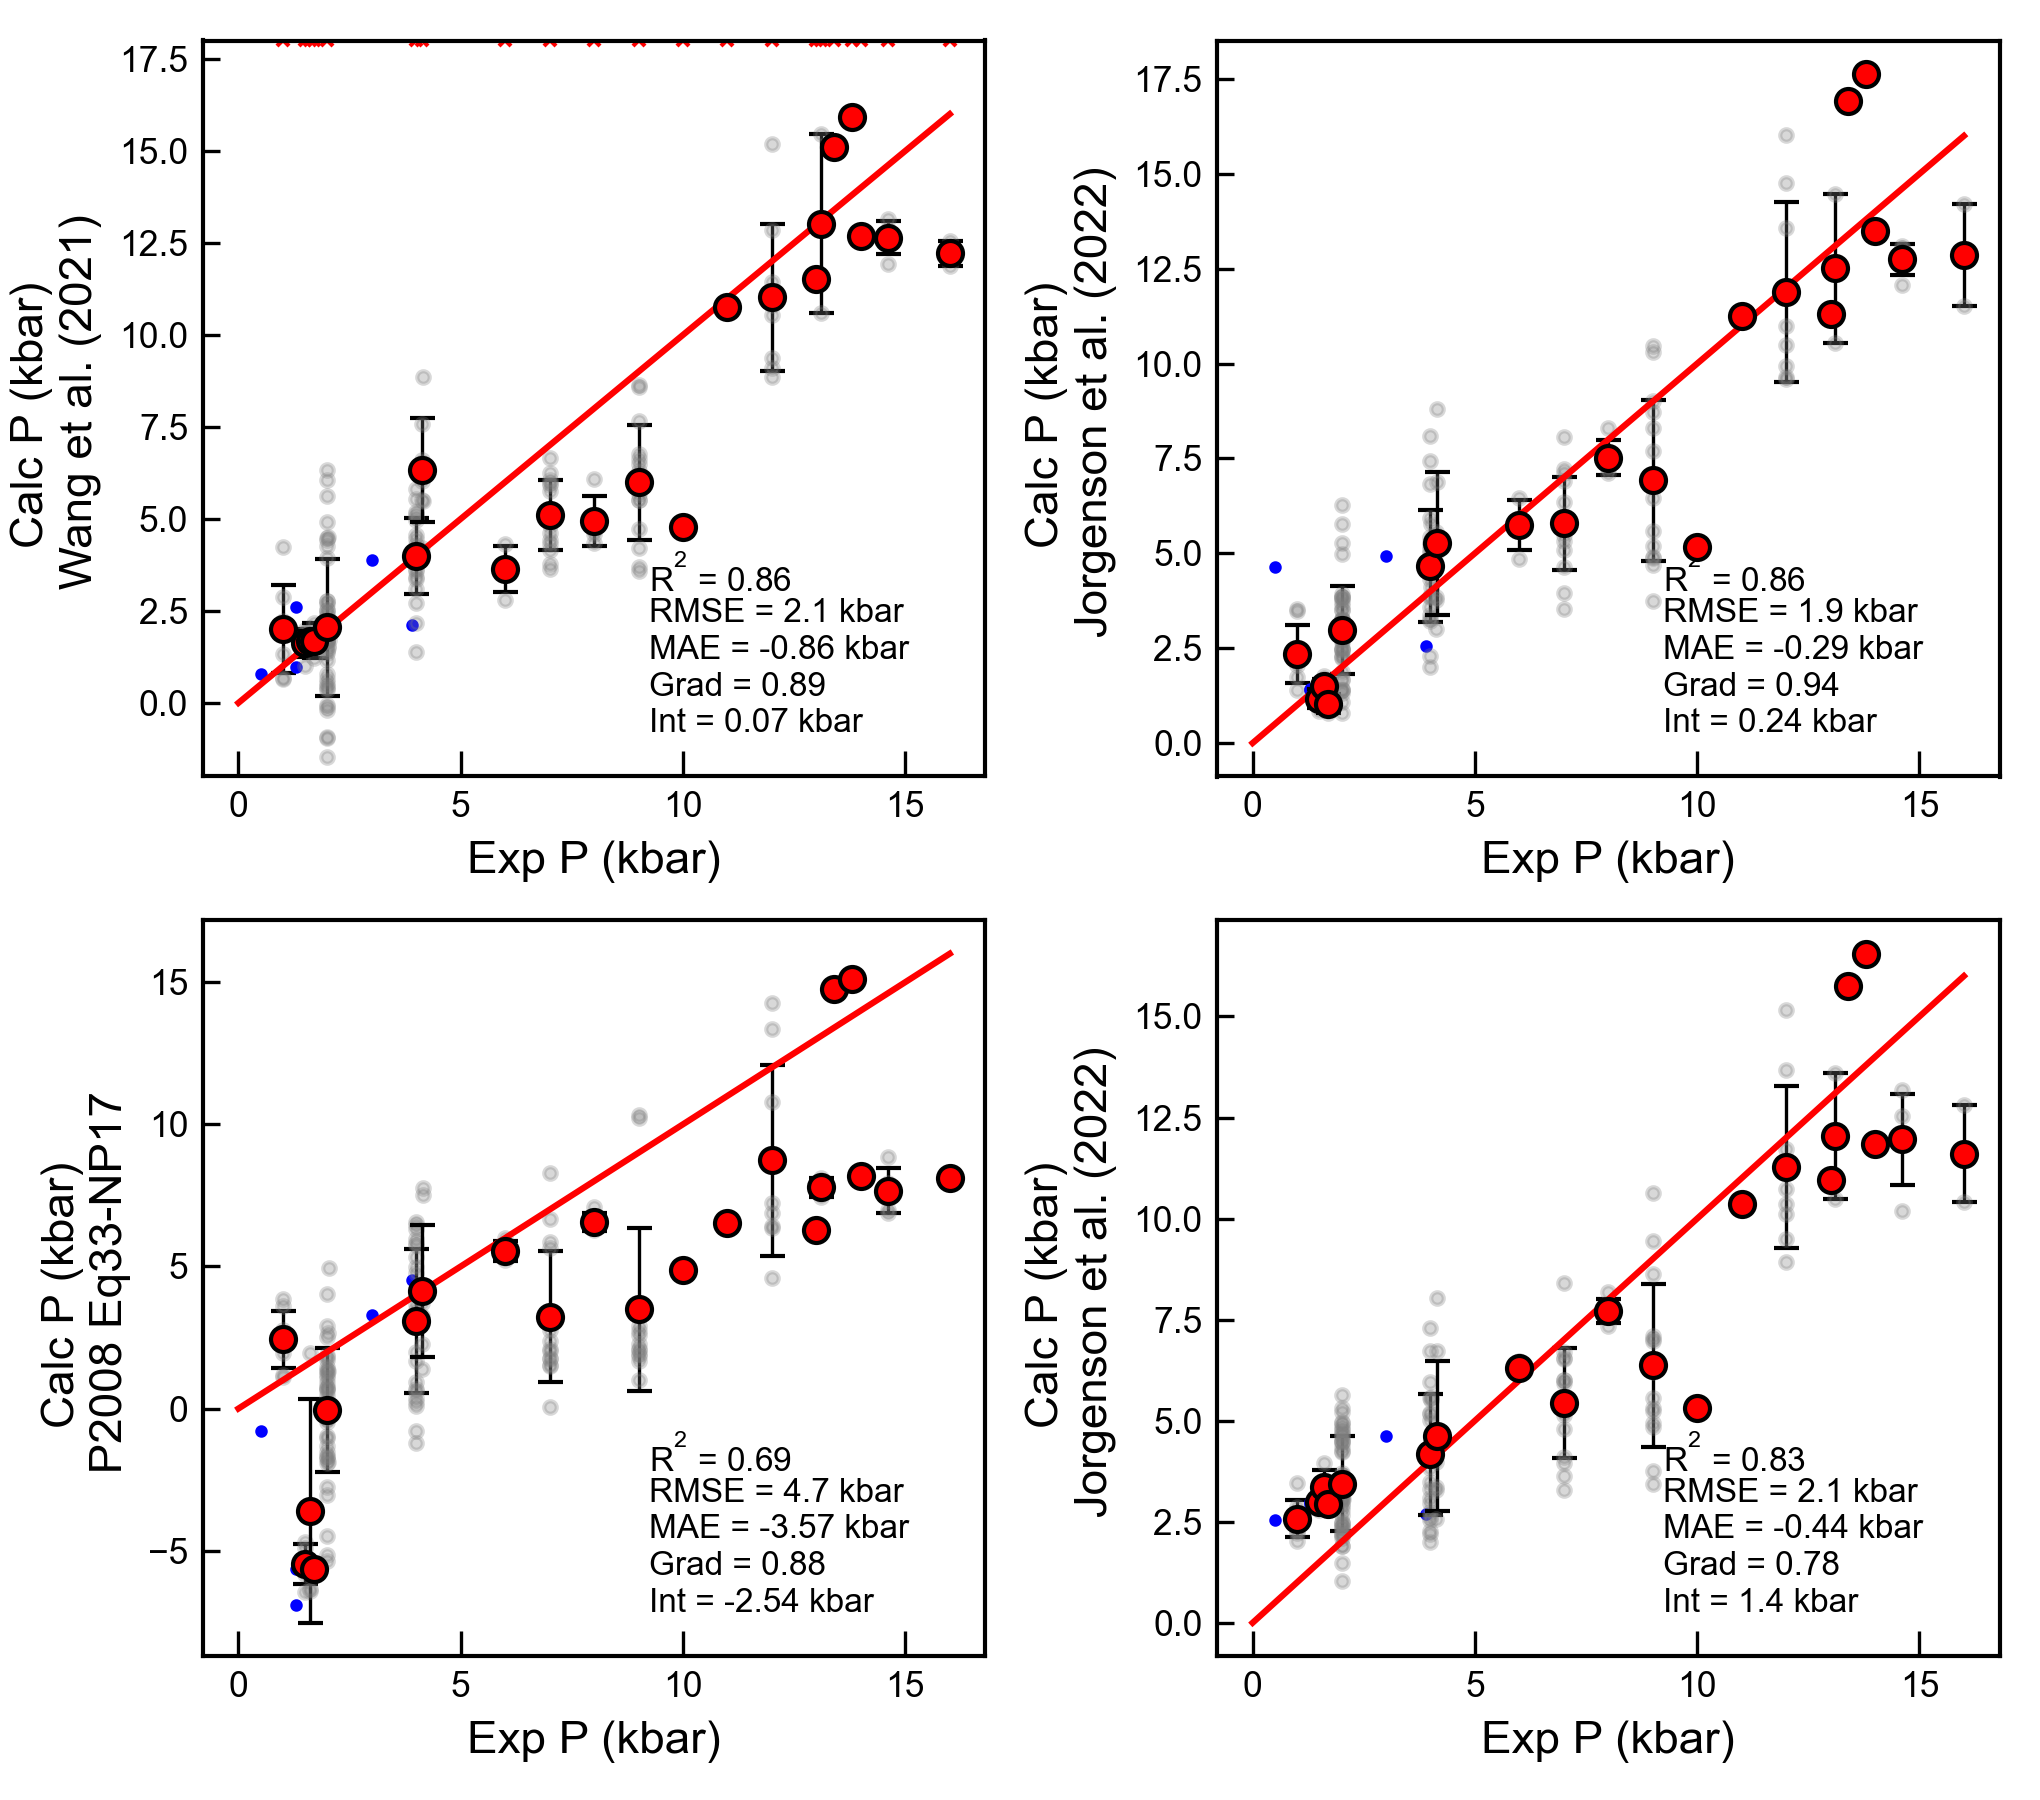 17.5
15.0
12.5
10.0
7.5
5.0
2.5
0.0
Calc P (kbar)
Wang et al. (2021)
R² = 0.86
RMSE = 2.1 kbar
MAE = -0.86 kbar
Grad = 0.89
Int = 0.07 kbar
0 5 10 15
Exp P (kbar)
17.5
15.0
12.5
10.0
7.5
5.0
2.5
0.0
Calc P (kbar)
Jorgenson et al. (2022)
R² = 0.86
RMSE = 1.9 kbar
MAE = -0.29 kbar
Grad = 0.94
Int = 0.24 kbar
0 5 10 15
Exp P (kbar)
15
10
5
0
−5
Calc P (kbar)
P2008 Eq33-NP17
R² = 0.69
RMSE = 4.7 kbar
MAE = -3.57 kbar
Grad = 0.88
Int = -2.54 kbar
0 5 10 15
Exp P (kbar)
15.0
12.5
10.0
7.5
5.0
2.5
0.0
Calc P (kbar)
Jorgenson et al. (2022)
R² = 0.83
RMSE = 2.1 kbar
MAE = -0.44 kbar
Grad = 0.78
Int = 1.4 kbar
0 5 10 15
Exp P (kbar)